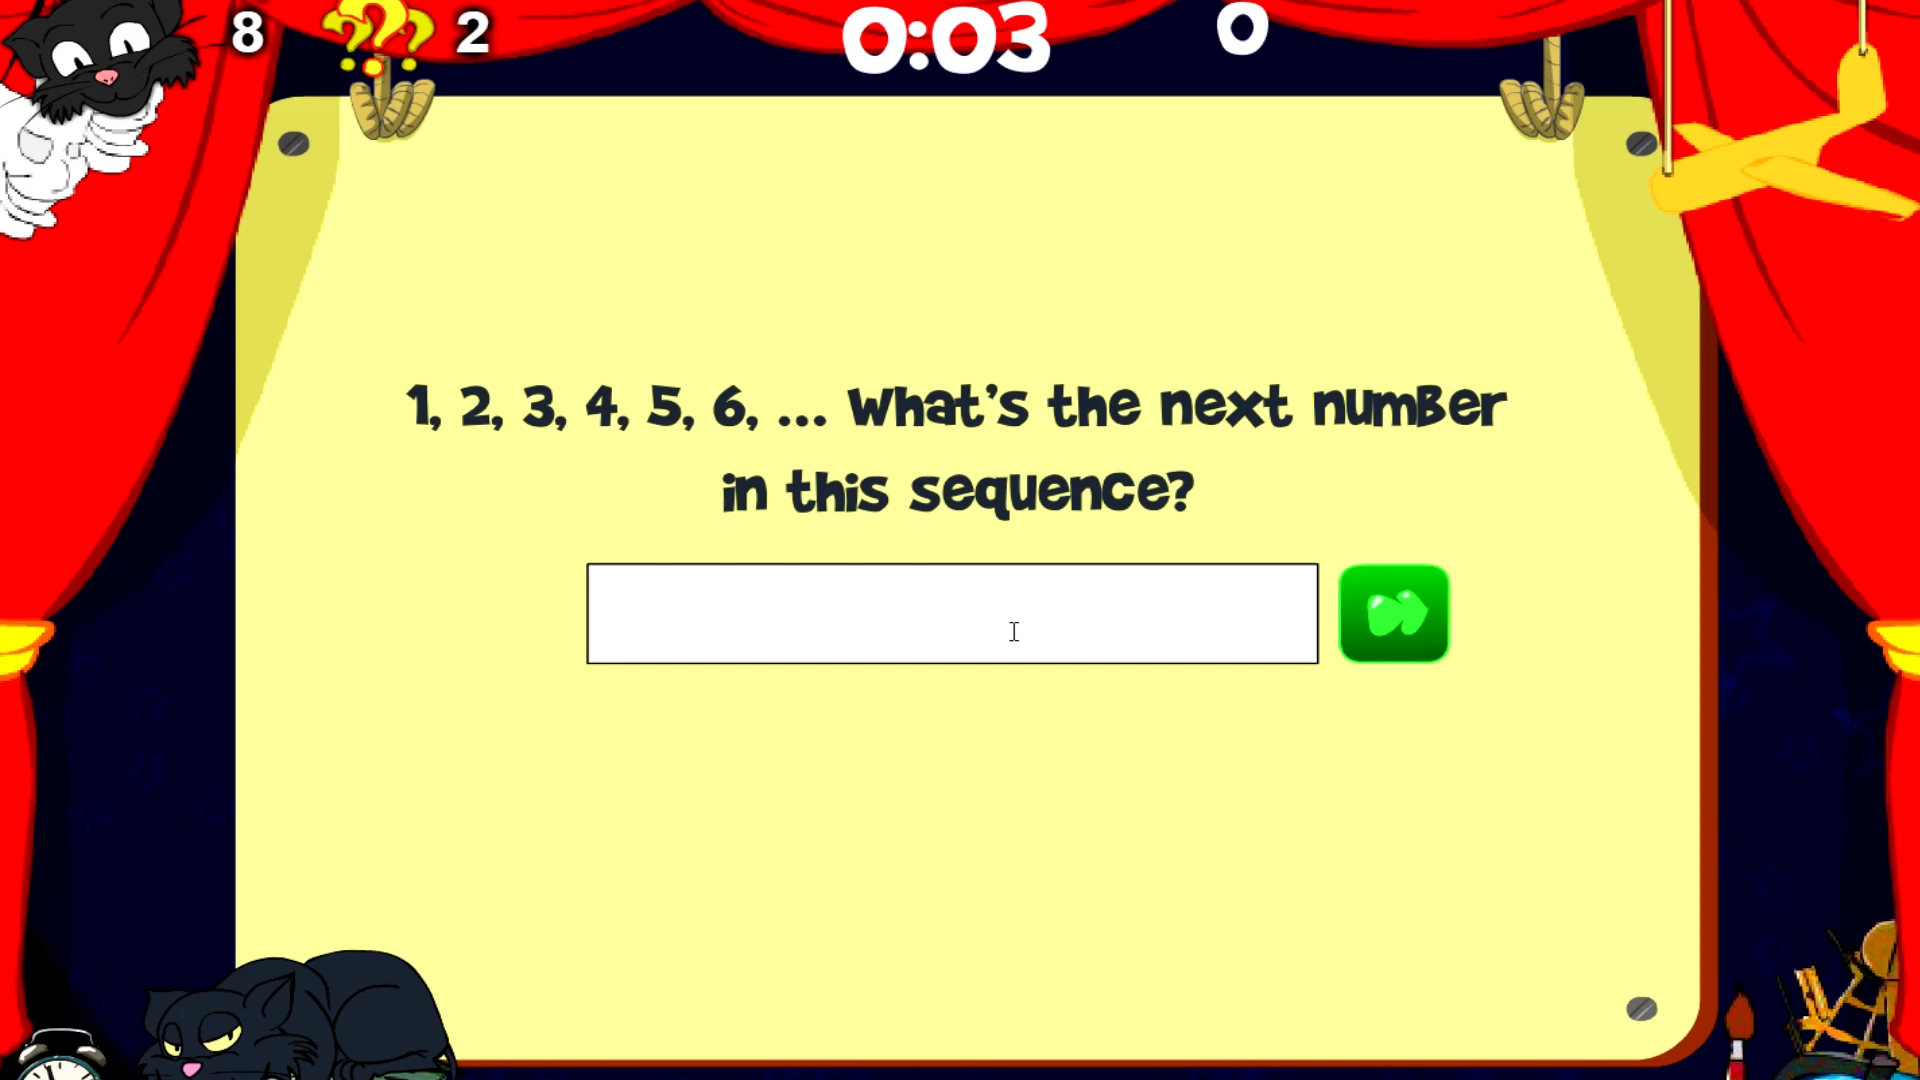 8 ??? 2 0:03 0
1, 2, 3, 4, 5, 6, ... What's the next number
in this sequence?